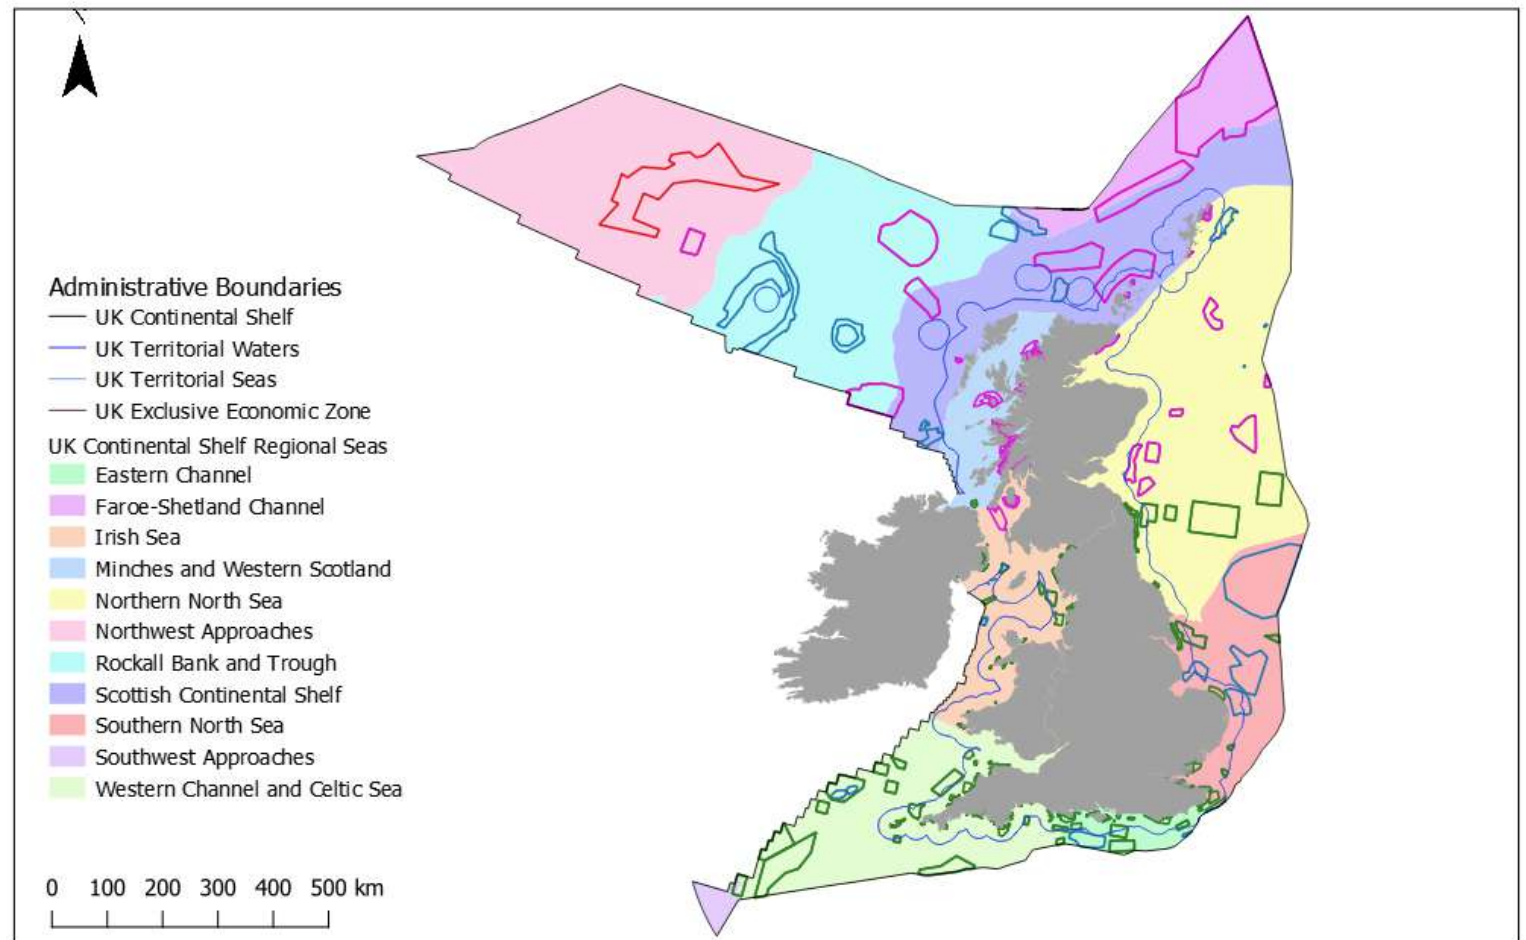 Administrative Boundaries
UK Continental Shelf
UK Territorial Waters
UK Territorial Seas
UK Exclusive Economic Zone
UK Continental Shelf Regional Seas
Eastern Channel
Faroe-Shetland Channel
Irish Sea
Minches and Western Scotland
Northern North Sea
Northwest Approaches
Rockall Bank and Trough
Scottish Continental Shelf
Southern North Sea
Southwest Approaches
Western Channel and Celtic Sea
0 100 200 300 400 500 km